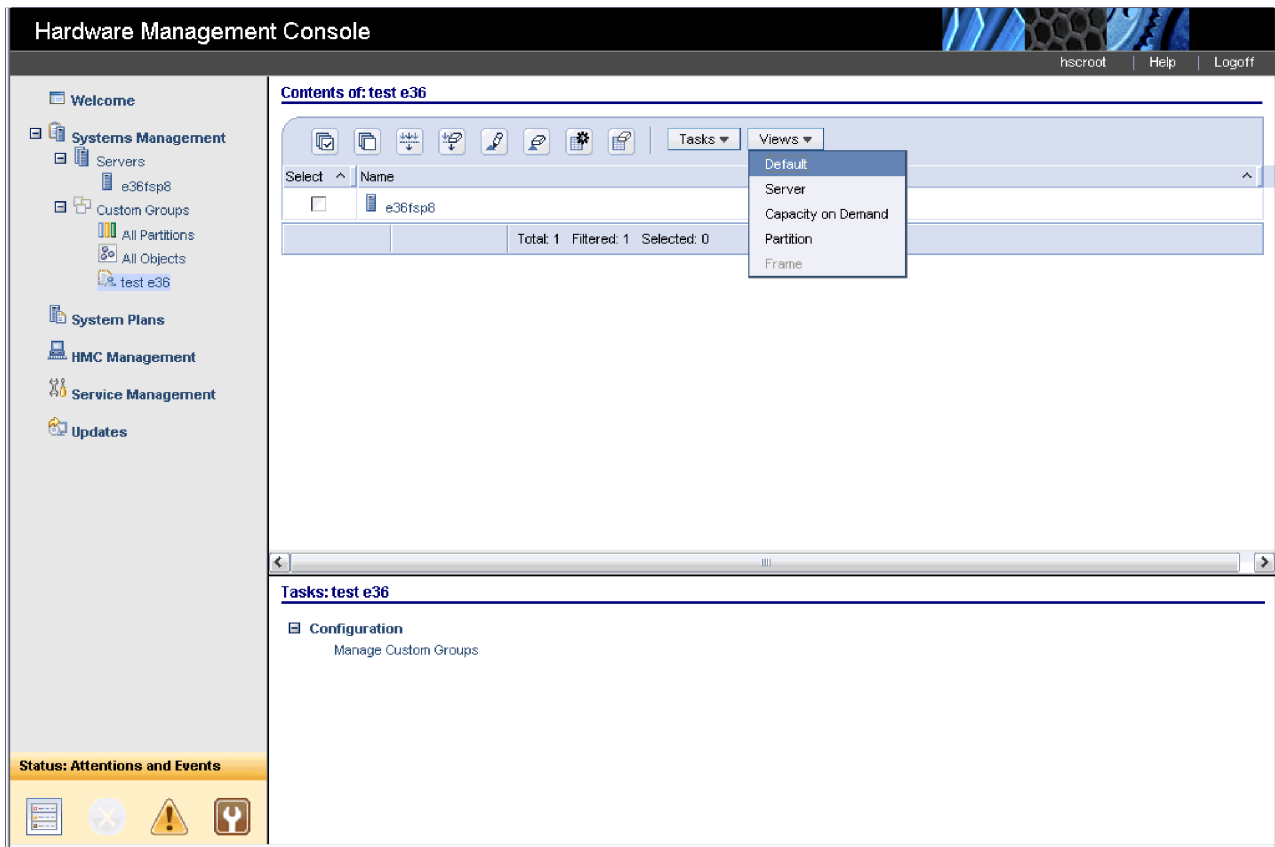 Hardware Management Console
hscroot | Help | Logoff
Welcome
Systems Management
Servers
e36fsp8
Custom Groups
All Partitions
All Objects
test e36
System Plans
HMC Management
Service Management
Updates
Status: Attentions and Events
Contents of: test e36
Tasks Views
Default
Server
Capacity on Demand
Partition
Frame
Select ^ Name ^
e36fsp8
Total: 1 Filtered: 1 Selected: 0
Tasks: test e36
Configuration
Manage Custom Groups